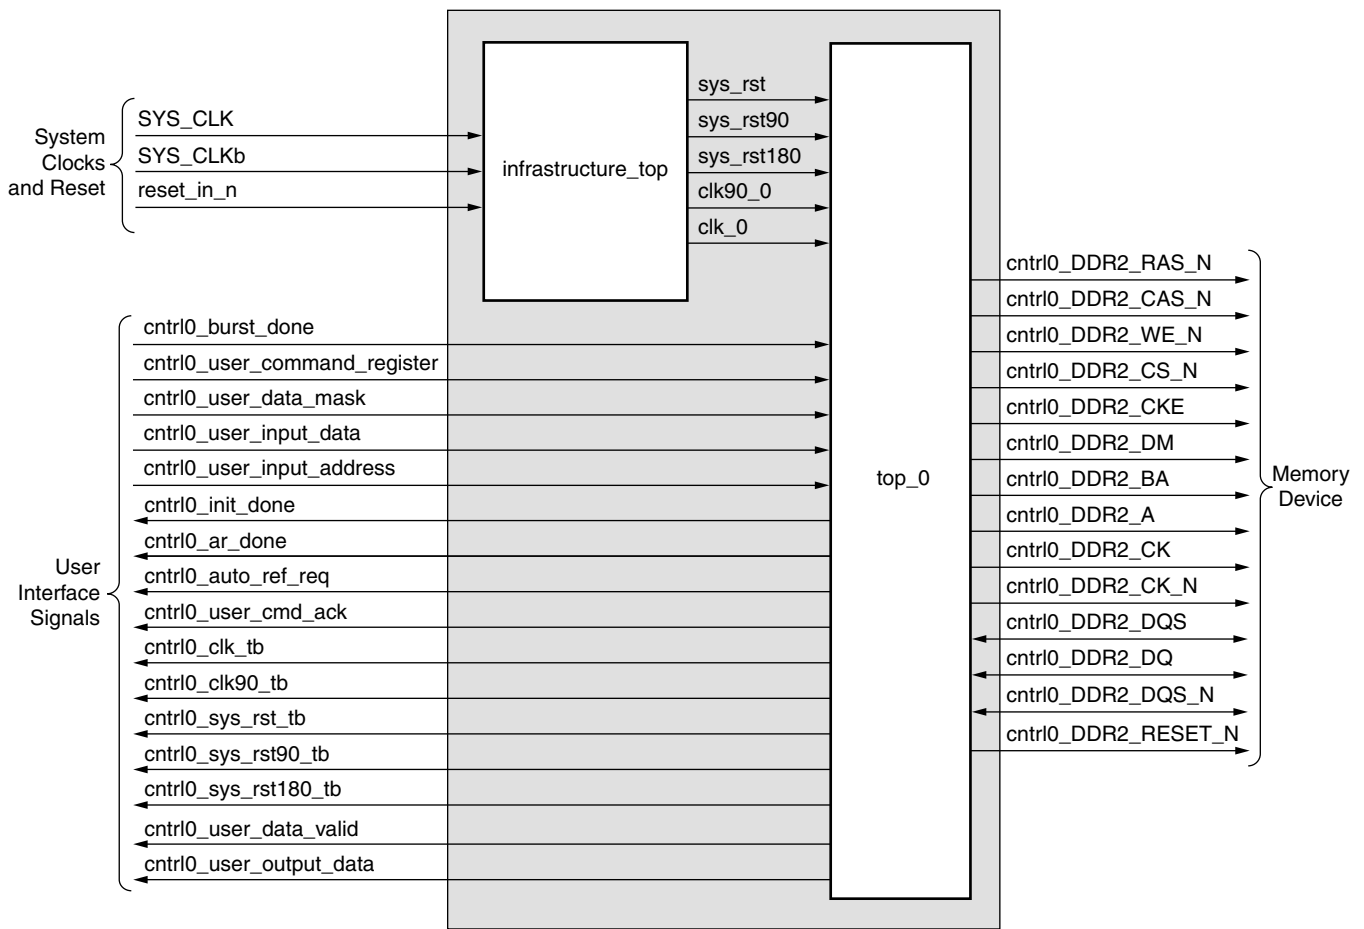 System
Clocks
and Reset
SYS_CLK
SYS_CLKb
reset_in_n
infrastructure_top
sys_rst
sys_rst90
sys_rst180
clk90_0
clk_0
User
Interface
Signals
cntrl0_burst_done
cntrl0_user_command_register
cntrl0_user_data_mask
cntrl0_user_input_data
cntrl0_user_input_address
cntrl0_init_done
cntrl0_ar_done
cntrl0_auto_ref_req
cntrl0_user_cmd_ack
cntrl0_clk_tb
cntrl0_clk90_tb
cntrl0_sys_rst_tb
cntrl0_sys_rst90_tb
cntrl0_sys_rst180_tb
cntrl0_user_data_valid
cntrl0_user_output_data
top_0
cntrl0_DDR2_RAS_N
cntrl0_DDR2_CAS_N
cntrl0_DDR2_WE_N
cntrl0_DDR2_CS_N
cntrl0_DDR2_CKE
cntrl0_DDR2_DM
cntrl0_DDR2_BA
cntrl0_DDR2_A
cntrl0_DDR2_CK
cntrl0_DDR2_CK_N
cntrl0_DDR2_DQS
cntrl0_DDR2_DQ
cntrl0_DDR2_DQS_N
cntrl0_DDR2_RESET_N
Memory
Device